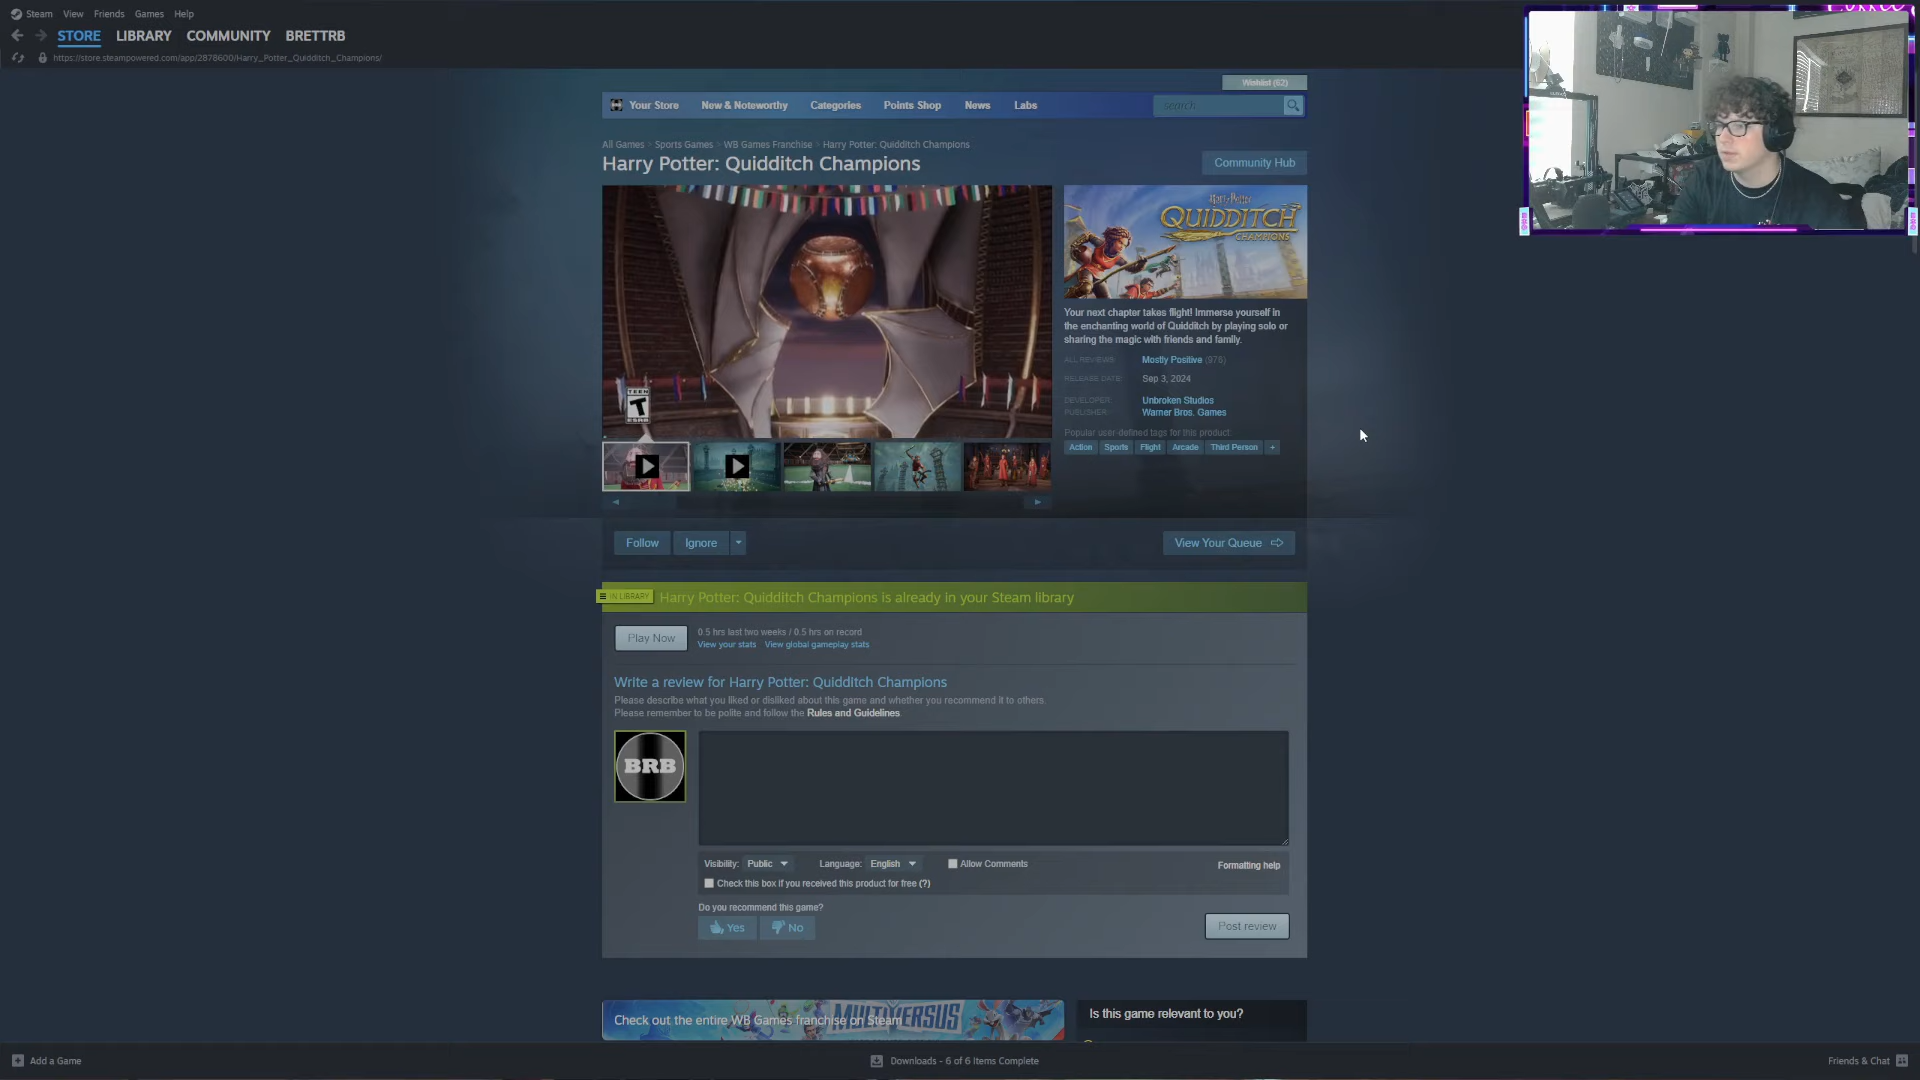 Steam View Friends Games Help
STORE LIBRARY COMMUNITY BRETTRB
https://store.steampowered.com/app/2878600/Harry_Potter_Quidditch_Champions/
Wishlist (62)
Your Store New & Noteworthy Categories Points Shop News Labs search
All Games > Sports Games > WB Games Franchise > Harry Potter: Quidditch Champions
Harry Potter: Quidditch Champions
Community Hub
Harry Potter
QUIDDITCH
CHAMPIONS
TEEN
T
ESRB
Your next chapter takes flight! Immerse yourself in
the enchanting world of Quidditch by playing solo or
sharing the magic with friends and family.
ALL REVIEWS: Mostly Positive (976)
RELEASE DATE: Sep 3, 2024
DEVELOPER: Unbroken Studios
PUBLISHER: Warner Bros. Games
Popular user-defined tags for this product:
Action Sports Flight Arcade Third Person +
Follow Ignore View Your Queue
IN LIBRARY Harry Potter: Quidditch Champions is already in your Steam library
Play Now
0.5 hrs last two weeks / 0.5 hrs on record
View your stats View global gameplay stats
Write a review for Harry Potter: Quidditch Champions
Please describe what you liked or disliked about this game and whether you recommend it to others.
Please remember to be polite and follow the Rules and Guidelines.
BRB
Visibility: Public Language: English Allow Comments Formatting help
Check this box if you received this product for free (?)
Do you recommend this game?
Yes No Post review
MULTIVERSUS
Check out the entire WB Games franchise on Steam
Is this game relevant to you?
Add a Game Downloads - 6 of 6 Items Complete Friends & Chat